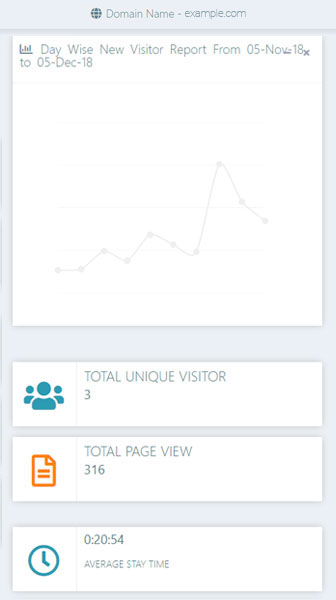 Domain Name - example.com
Day Wise New Visitor Report From 05-Nov-18
to 05-Dec-18
TOTAL UNIQUE VISITOR
3
TOTAL PAGE VIEW
316
0:20:54
AVERAGE STAY TIME